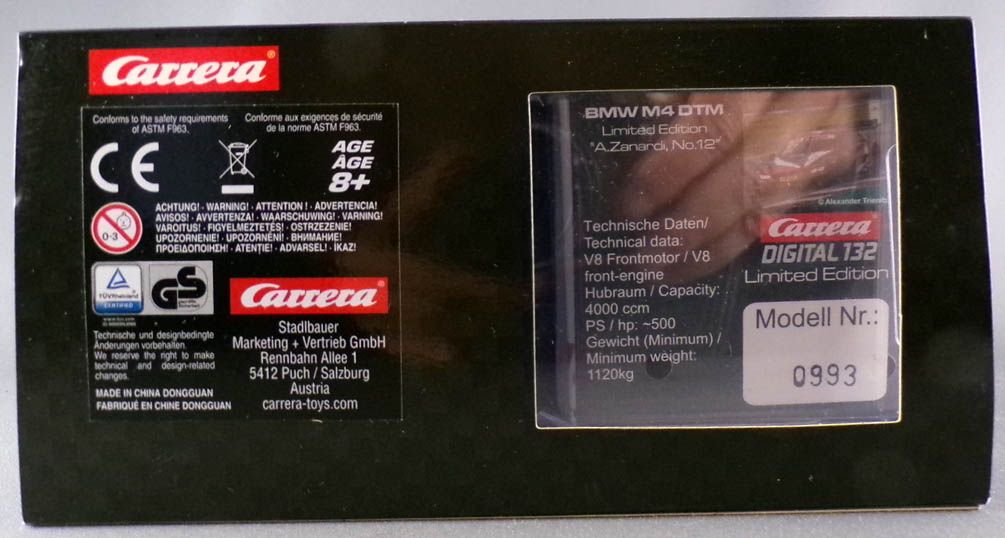 Carrera®
Conforms to the safety requirements
of ASTM F963.
Conforme aux exigences de sécurité
de la norme ASTM F963.
CE
AGE
ÂGE
8+
0-3
ACHTUNG! · WARNING! · ATTENTION ! · ADVERTENCIA!
AVISOS! · AVVERTENZA! · WAARSCHUWING! · VARNING!
VAROITUS! · FIGYELMEZTETÉS! · OSTRZEZENIE!
UPOZORNENIE! · UPOZORNĚNÍ! · ВНИМАНИЕ!
ΠΡΟΕΙΔΟΠΟΙΗΣΗ! · ATENȚIE! · ADVARSEL! · IKAZ!
TÜVRheinland
CERTIFIED
GS
geprüfte
Sicherheit
Technische und designbedingte
Änderungen vorbehalten.
We reserve the right to make
technical and design-related
changes.
MADE IN CHINA DONGGUAN
FABRIQUÉ EN CHINE DONGGUAN
Carrera®
Stadlbauer
Marketing + Vertrieb GmbH
Rennbahn Allee 1
5412 Puch / Salzburg
Austria
carrera-toys.com
BMW M4 DTM
Limited Edition
"A.Zanardi, No.12"
Technische Daten/
Technical data:
V8 Frontmotor / V8
front-engine
Hubraum / Capacity:
4000 ccm
PS / hp: ~500
Gewicht (Minimum) /
Minimum weight:
1120kg
© Alexander
Carrera
DIGITAL 132
Limited Edition
Modell Nr.:
0993